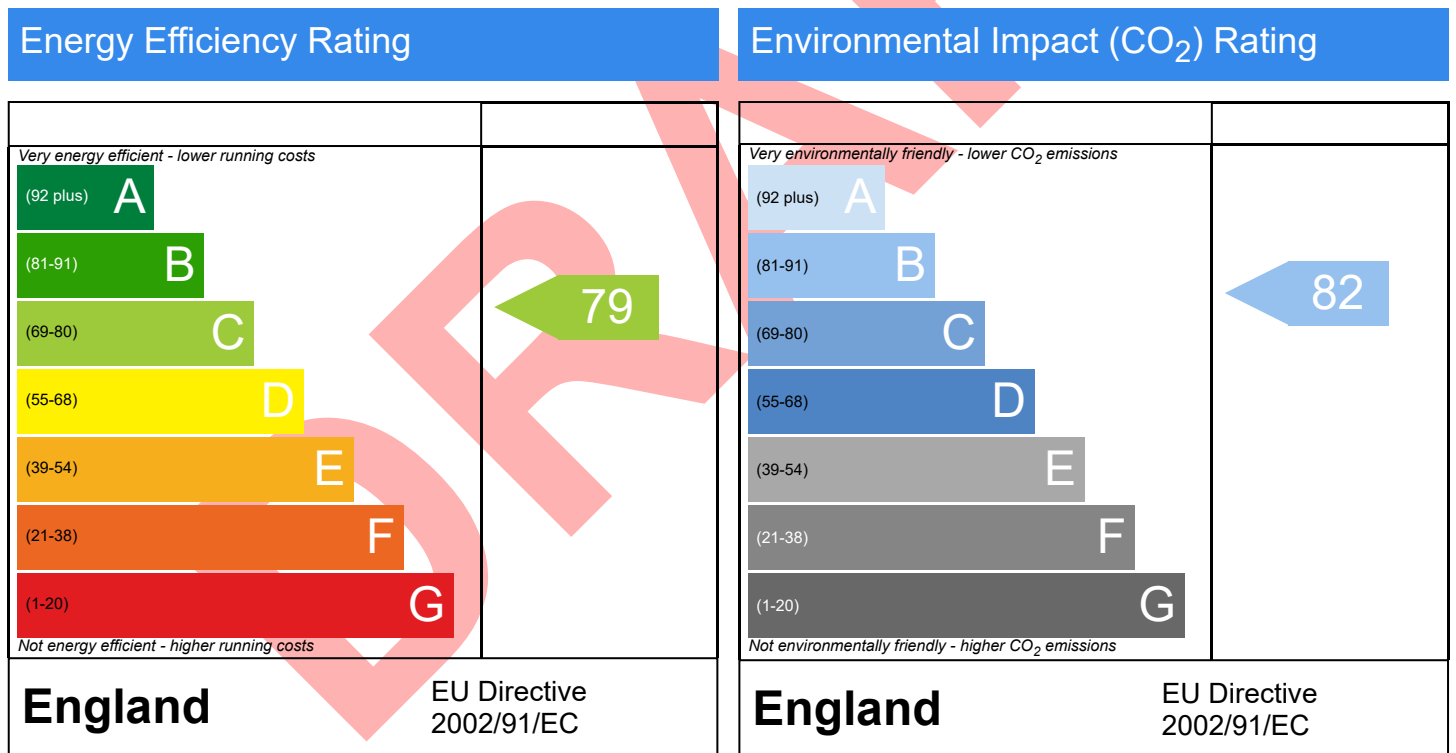 Energy Efficiency Rating
Very energy efficient - lower running costs
(92 plus) A
(81-91) B
(69-80) C
(55-68) D
(39-54) E
(21-38) F
(1-20) G
Not energy efficient - higher running costs
79
England
EU Directive
2002/91/EC
Environmental Impact (CO₂) Rating
Very environmentally friendly - lower CO₂ emissions
(92 plus) A
(81-91) B
(69-80) C
(55-68) D
(39-54) E
(21-38) F
(1-20) G
Not environmentally friendly - higher CO₂ emissions
82
England
EU Directive
2002/91/EC